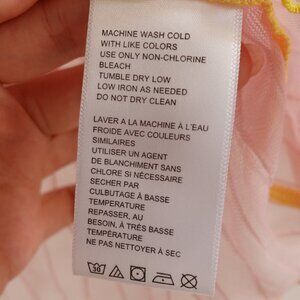 MACHINE WASH COLD
WITH LIKE COLORS
USE ONLY NON-CHLORINE
BLEACH
TUMBLE DRY LOW
LOW IRON AS NEEDED
DO NOT DRY CLEAN
LAVER A LA MACHINE À L'EAU
FROIDE AVEC COULEURS
SIMILAIRES
UTILISER UN AGENT
DE BLANCHIMENT SANS
CHLORE SI NÉCESSAIRE
SECHER PAR
CULBUTAGE À BASSE
TEMPERATURE
REPASSER, AU
BESOIN, À TRÈS BASSE
TEMPÉRATURE
NE PAS NETTOYER À SEC
30